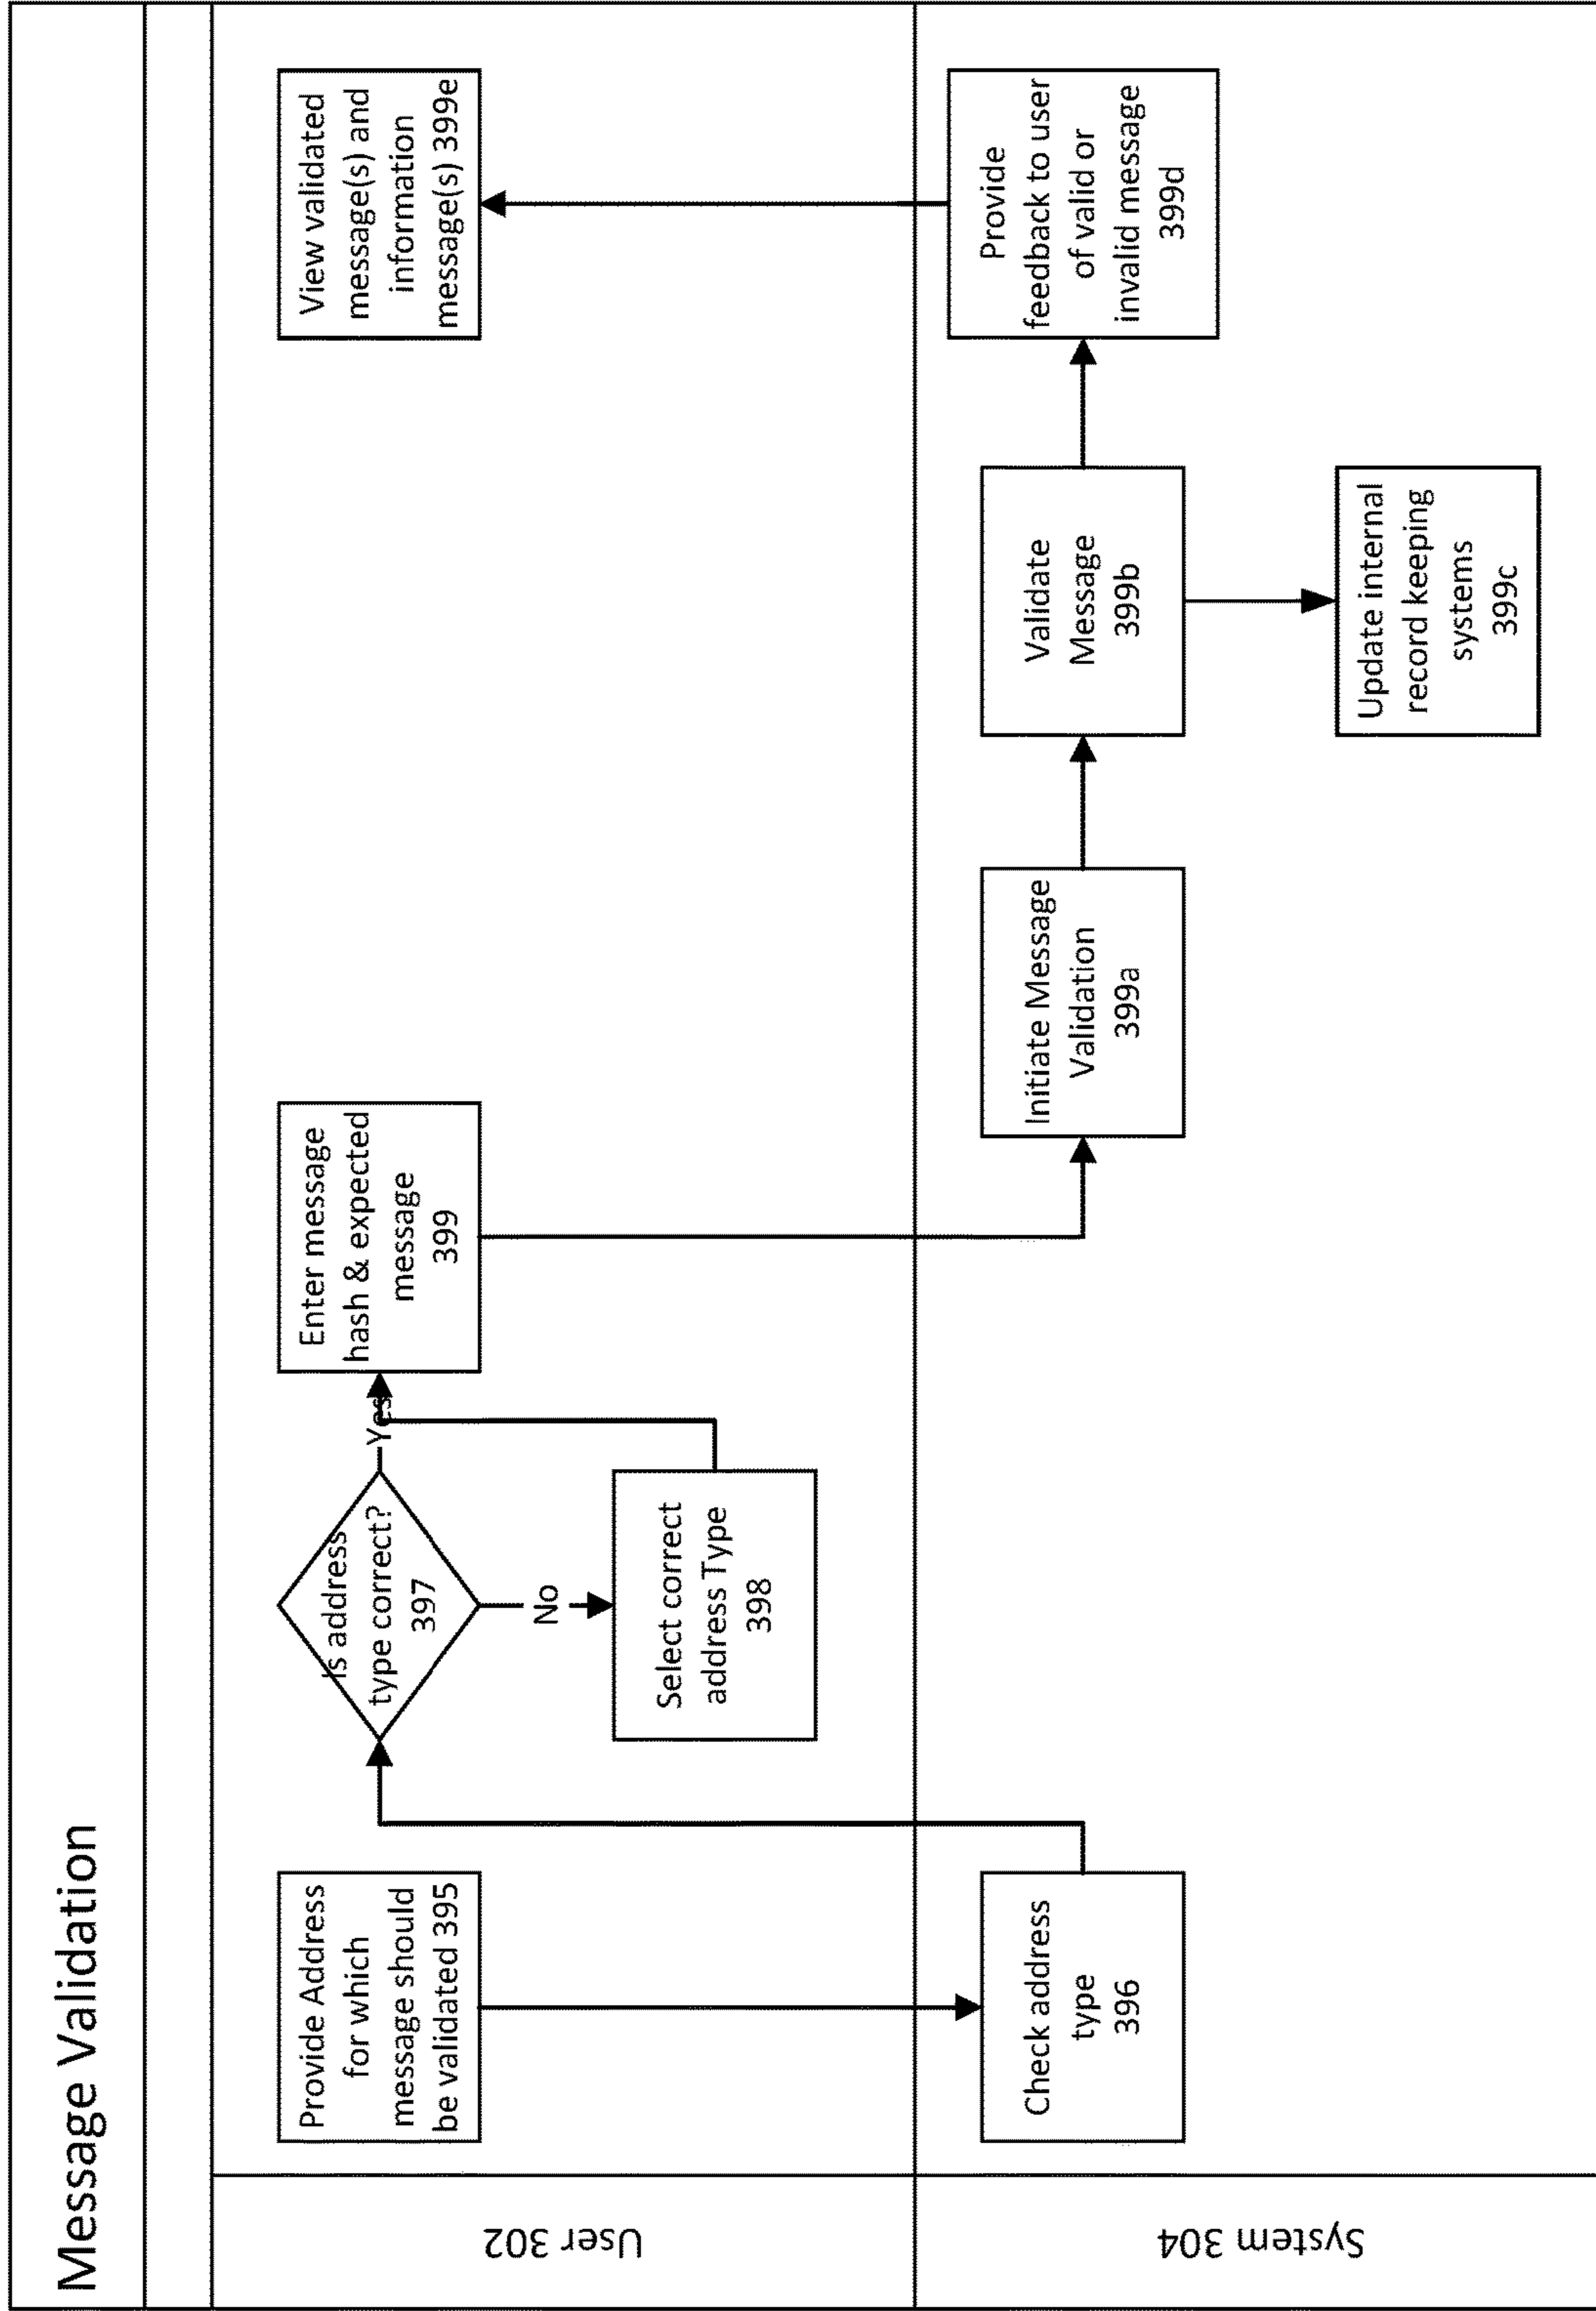 Message Validation
User 302
Provide Address
for which
message should
be validated 395
Is address
type correct?
397
Yes
No
Select correct
address Type
398
Enter message
hash & expected
message
399
View validated
message(s) and
information
message(s) 399e
System 304
Check address
type
396
Initiate Message
Validation
399a
Validate
Message
399b
Update internal
record keeping
systems
399c
Provide
feedback to user
of valid or
invalid message
399d